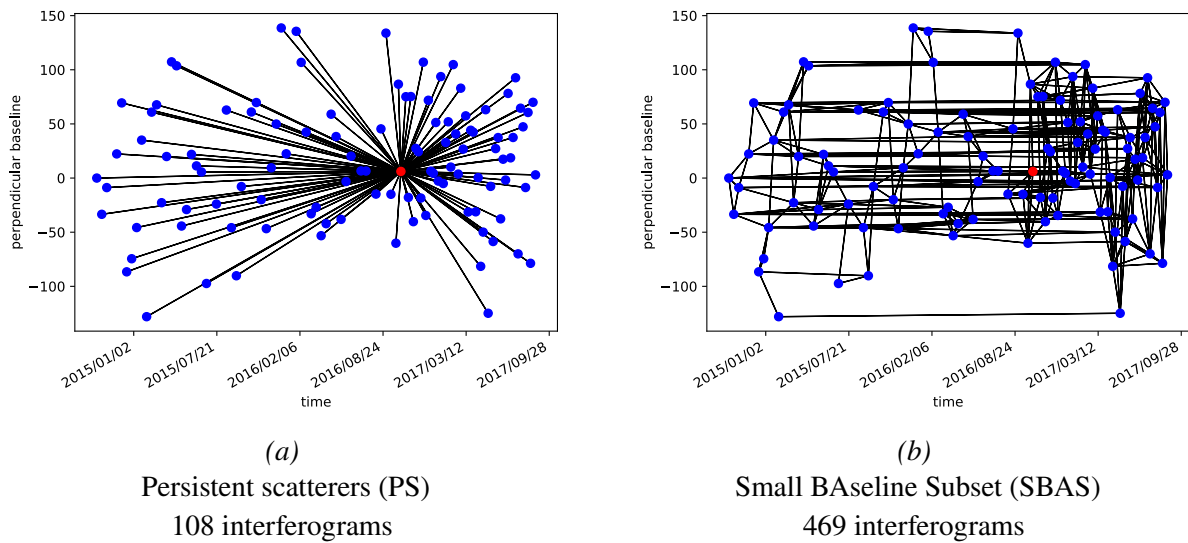 150
100
50
0
−50
−100
perpendicular baseline
2015/01/02
2015/07/21
2016/02/06
2016/08/24
2017/03/12
2017/09/28
time
(a)
Persistent scatterers (PS)
108 interferograms
150
100
50
0
−50
−100
perpendicular baseline
2015/01/02
2015/07/21
2016/02/06
2016/08/24
2017/03/12
2017/09/28
time
(b)
Small BAseline Subset (SBAS)
469 interferograms